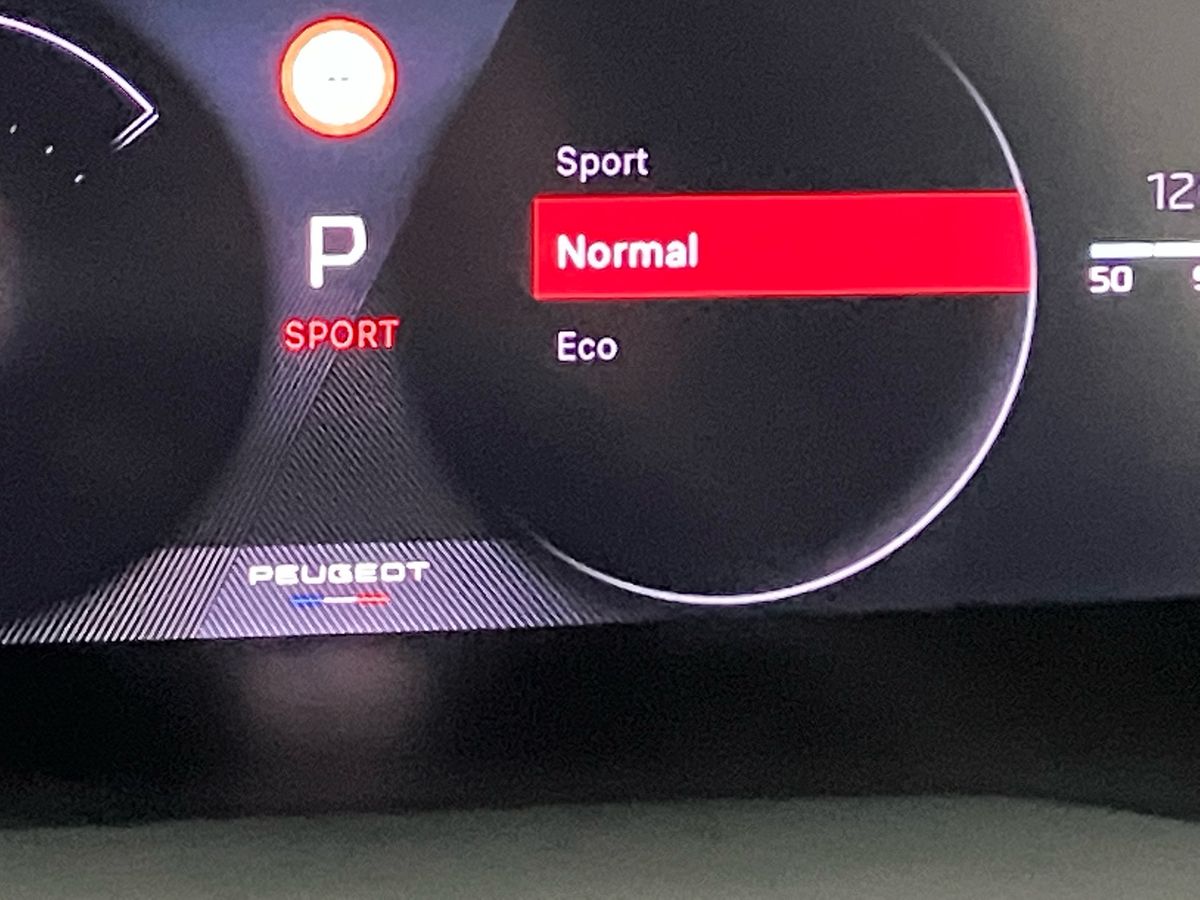 --
P
SPORT
PEUGEOT
Sport
Normal
Eco
50